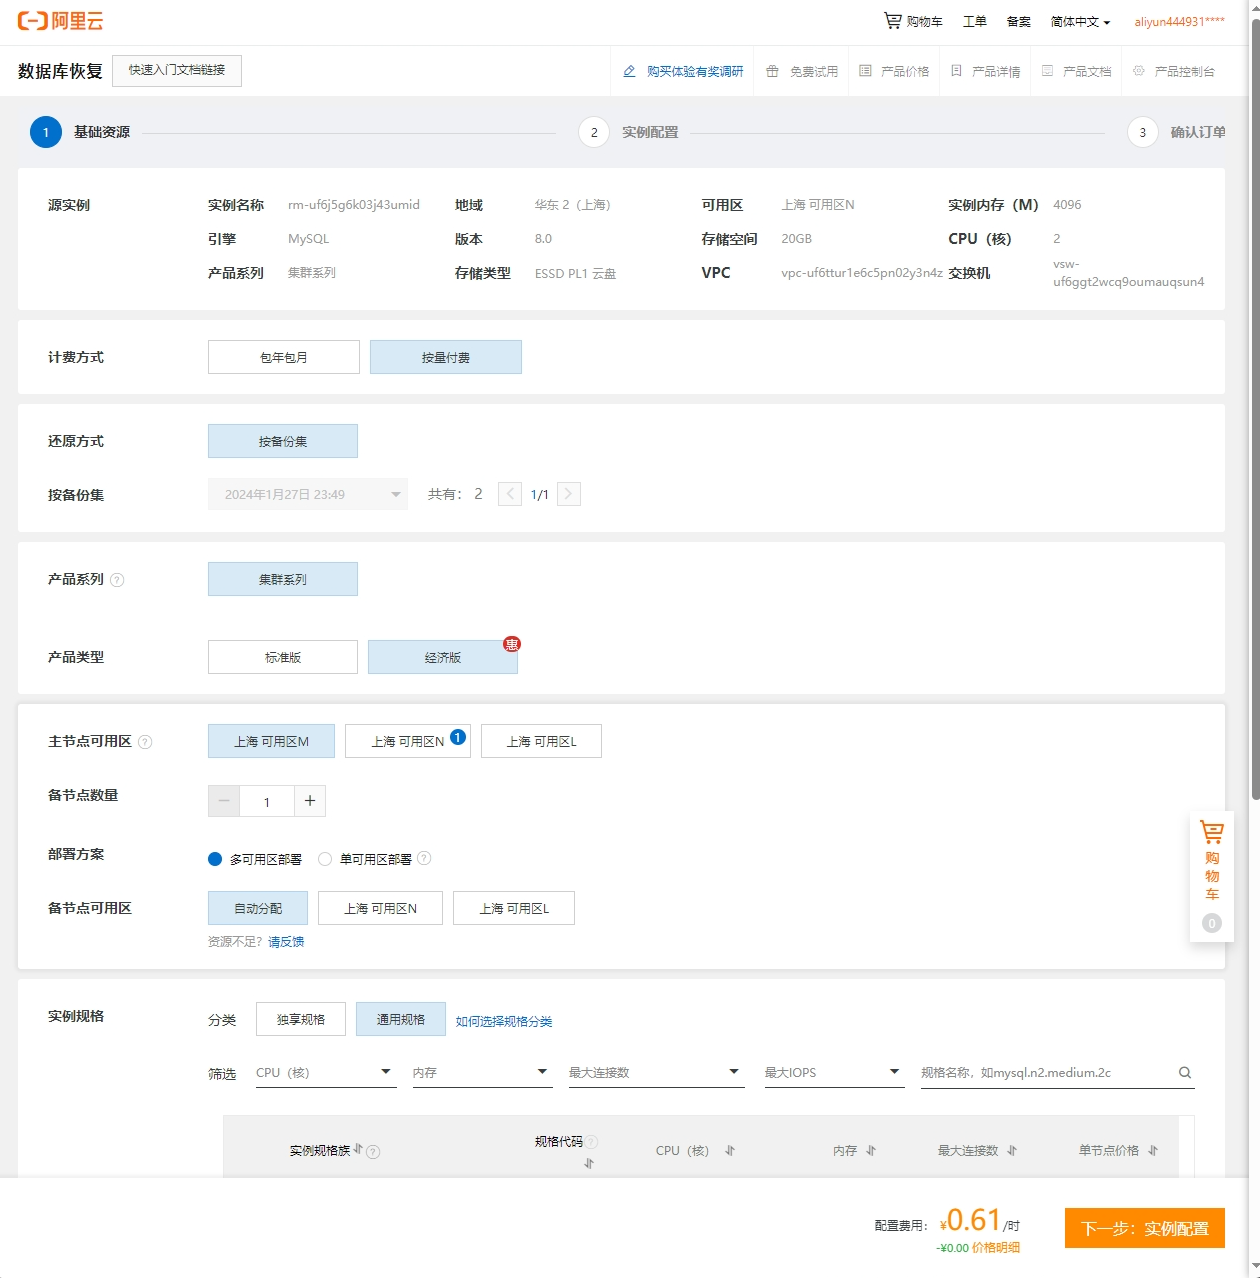 阿里云
购物车 工单 备案 简体中文 aliyun444931****
数据库恢复 快速入门文档链接 购买体验有奖调研 免费试用 产品价格 产品详情 产品文档 产品控制台
1 基础资源 2 实例配置 3 确认订单
源实例 实例名称 rm-uf6j5g6k03j43umid 地域 华东 2（上海） 可用区 上海 可用区N 实例内存（M） 4096
引擎 MySQL 版本 8.0 存储空间 20GB CPU（核） 2
产品系列 集群系列 存储类型 ESSD PL1 云盘 VPC vpc-uf6ttur1e6c5pn02y3n4z 交换机 vsw-
uf6ggt2wcq9oumauqsun4
计费方式 包年包月 按量付费
还原方式 按备份集
按备份集 2024年1月27日 23:49 共有： 2 < 1/1 >
产品系列 ? 集群系列
产品类型 标准版 经济版 惠
主节点可用区 ? 上海 可用区M 上海 可用区N 1 上海 可用区L
备节点数量 − 1 +
部署方案 多可用区部署 单可用区部署 ?
备节点可用区 自动分配 上海 可用区N 上海 可用区L
资源不足？ 请反馈
购物车
0
实例规格 分类 独享规格 通用规格 如何选择规格分类
筛选 CPU（核） 内存 最大连接数 最大IOPS 规格名称，如mysql.n2.medium.2c
实例规格族 ? 规格代码 ? CPU（核） 内存 最大连接数 单节点价格
配置费用： ¥0.61 /时 下一步：实例配置
-¥0.00 价格明细